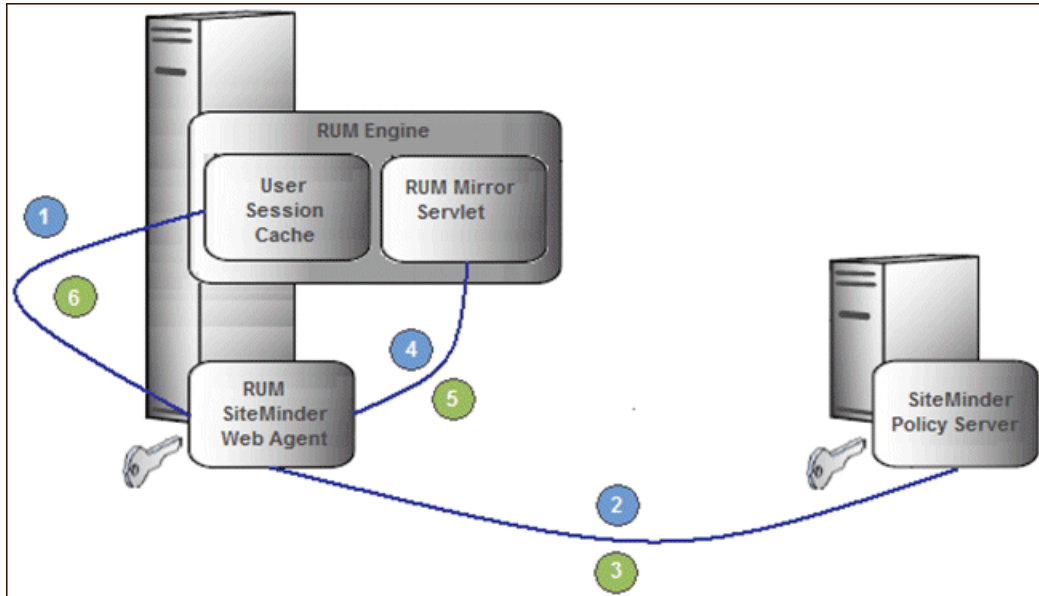 RUM Engine
User
Session
Cache
RUM Mirror
Servlet
1
6
4
5
RUM
SiteMinder
Web Agent
SiteMinder
Policy Server
2
3